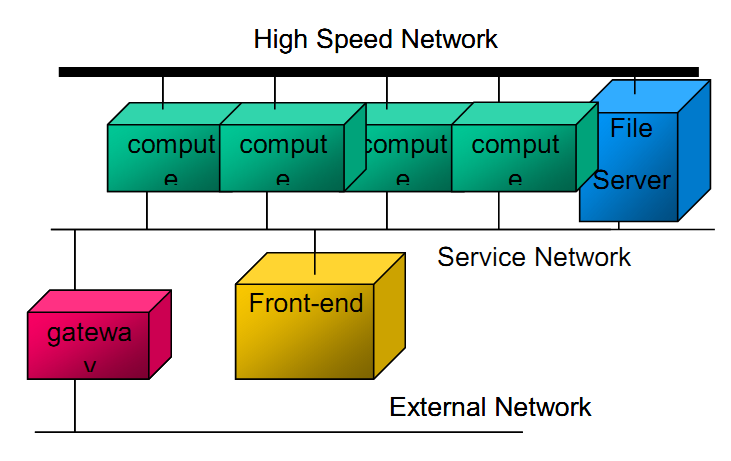 High Speed Network
comput
e
comput
e
comput
e
comput
e
File
Server
Service Network
Front-end
gatewa
y
External Network